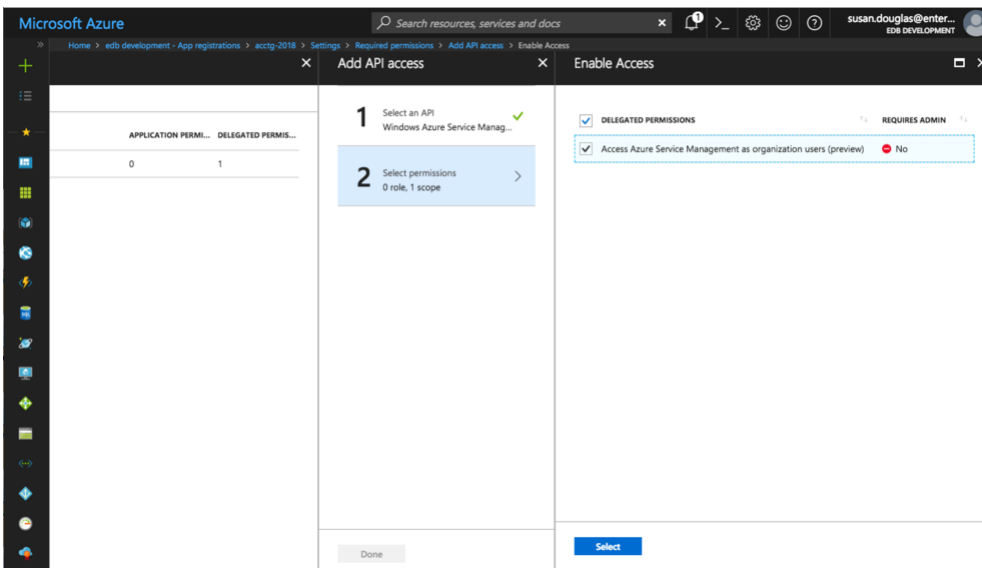 Microsoft Azure
Search resources, services and docs
susan.douglas@enter...
EDB DEVELOPMENT
Home > edb development - App registrations > acctg-2018 > Settings > Required permissions > Add API access > Enable Access
Add API access
Enable Access
1
Select an API
Windows Azure Service Manag...
DELEGATED PERMISSIONS
REQUIRES ADMIN
APPLICATION PERMI... DELEGATED PERMIS...
Access Azure Service Management as organization users (preview)
No
0 1
2
Select permissions
0 role, 1 scope
Done
Select